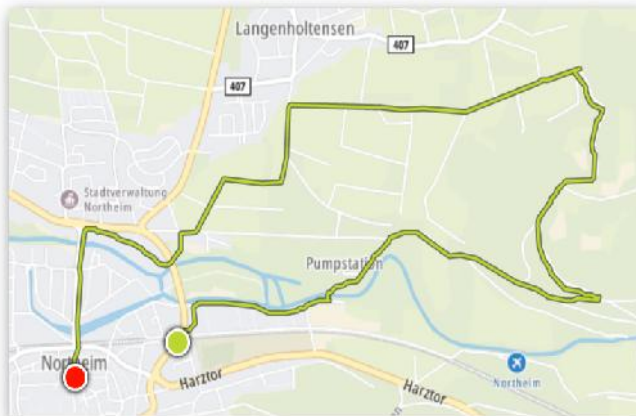 Langenholtensen
407
407
Stadtverwaltung
Northeim
Pumpstation
Northeim
Harztor
Harztor
Northeim